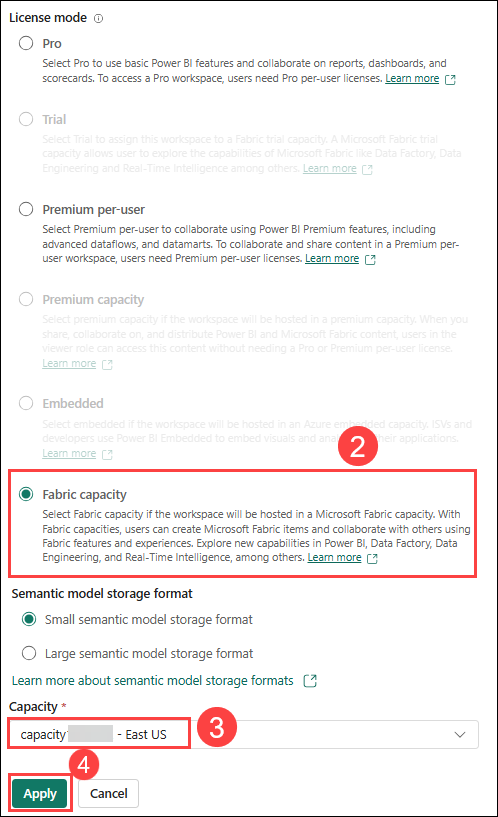 License mode
Pro
Select Pro to use basic Power BI features and collaborate on reports, dashboards, and
scorecards. To access a Pro workspace, users need Pro per-user licenses. Learn more
Trial
Select Trial to assign this workspace to a Fabric trial capacity. A Microsoft Fabric trial
capacity allows user to explore the capabilities of Microsoft Fabric like Data Factory, Data
Engineering and Real-Time Intelligence among others. Learn more
Premium per-user
Select Premium per-user to collaborate using Power BI Premium features, including
advanced dataflows, and datamarts. To collaborate and share content in a Premium per-
user workspace, users need Premium per-user licenses. Learn more
Premium capacity
Select premium capacity if the workspace will be hosted in a premium capacity. When you
share, collaborate on, and distribute Power BI and Microsoft Fabric content, users in the
viewer role can access this content without needing a Pro or Premium per-user license.
Learn more
Embedded
Select embedded if the workspace will be hosted in an Azure embedded capacity. ISVs and
developers use Power BI Embedded to embed visuals and their applications.
Learn more
2
Fabric capacity
Select Fabric capacity if the workspace will be hosted in a Microsoft Fabric capacity. With
Fabric capacities, users can create Microsoft Fabric items and collaborate with others using
Fabric features and experiences. Explore new capabilities in Power BI, Data Factory, Data
Engineering, and Real-Time Intelligence, among others. Learn more
Semantic model storage format
Small semantic model storage format
Large semantic model storage format
Learn more about semantic model storage formats
Capacity *
capacity - East US
3
4
Apply
Cancel